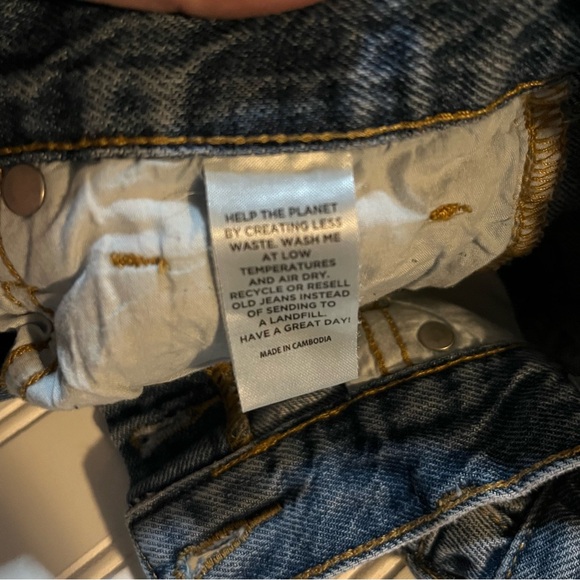 HELP THE PLANET
BY CREATING LESS
WASTE. WASH ME
AT LOW
TEMPERATURES
AND AIR DRY.
RECYCLE OR RESELL
OLD JEANS INSTEAD
OF SENDING TO
A LANDFILL.
HAVE A GREAT DAY!
MADE IN CAMBODIA